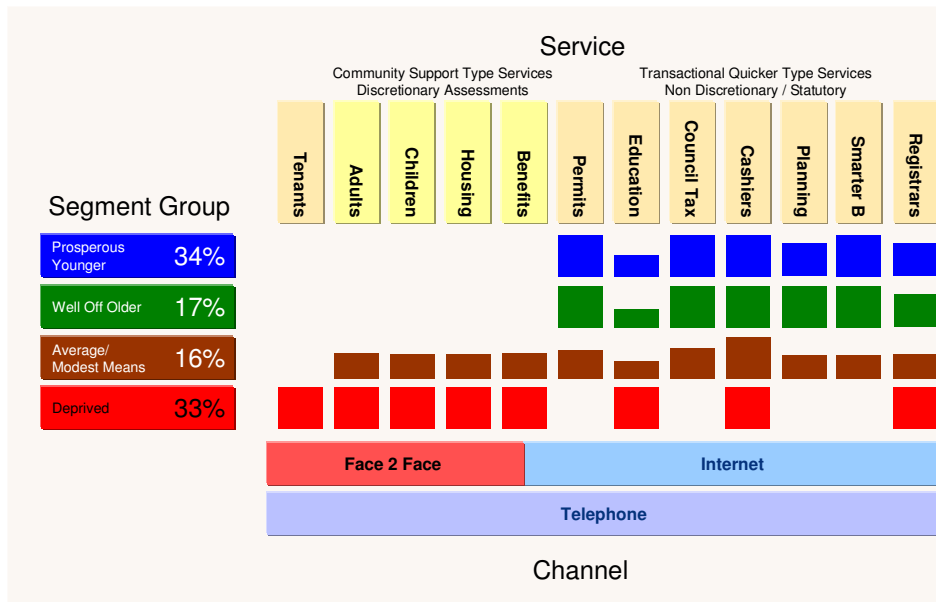 Service
Community Support Type Services
Discretionary Assessments
Transactional Quicker Type Services
Non Discretionary / Statutory
Tenants
Adults
Children
Housing
Benefits
Permits
Education
Council Tax
Cashiers
Planning
Smarter B
Registrars
Segment Group
Prosperous
Younger
34%
Well Off Older
17%
Average/
Modest Means
16%
Deprived
33%
Face 2 Face
Internet
Telephone
Channel